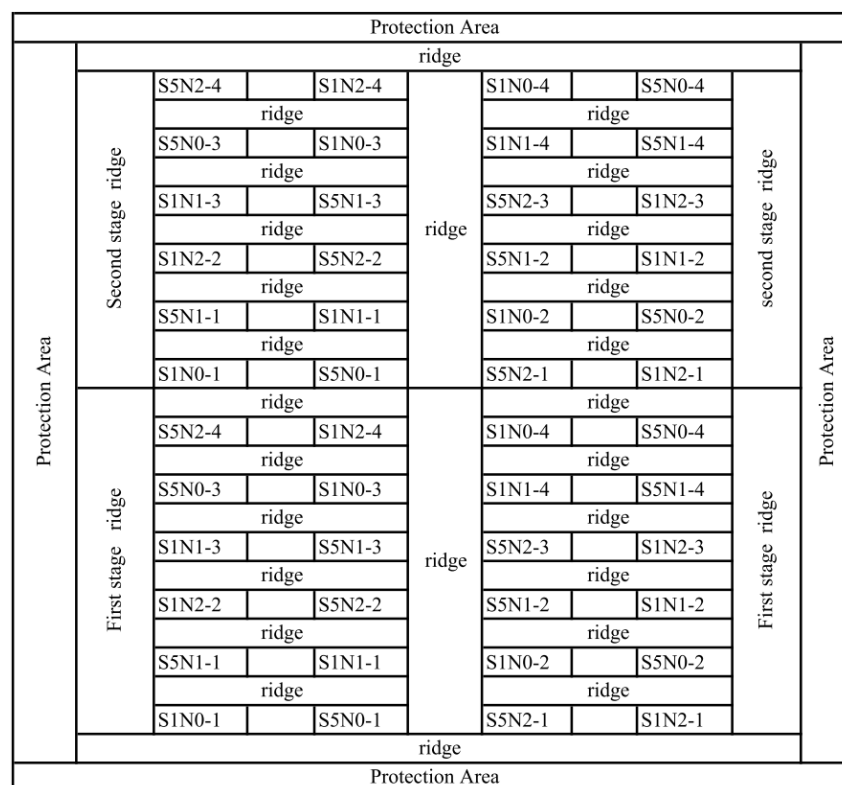 Protection Area
ridge
S5N2-4 S1N2-4 S1N0-4 S5N0-4
ridge ridge
S5N0-3 S1N0-3 S1N1-4 S5N1-4
ridge ridge
S1N1-3 S5N1-3 S5N2-3 S1N2-3
ridge ridge ridge
S1N2-2 S5N2-2 S5N1-2 S1N1-2
ridge ridge
S5N1-1 S1N1-1 S1N0-2 S5N0-2
ridge ridge
S1N0-1 S5N0-1 S5N2-1 S1N2-1
Second stage ridge
second stage ridge
Protection Area
Protection Area
ridge ridge
S5N2-4 S1N2-4 S1N0-4 S5N0-4
ridge ridge
S5N0-3 S1N0-3 S1N1-4 S5N1-4
ridge ridge
S1N1-3 S5N1-3 S5N2-3 S1N2-3
ridge ridge ridge
S1N2-2 S5N2-2 S5N1-2 S1N1-2
ridge ridge
S5N1-1 S1N1-1 S1N0-2 S5N0-2
ridge ridge
S1N0-1 S5N0-1 S5N2-1 S1N2-1
First stage ridge
First stage ridge
ridge
Protection Area